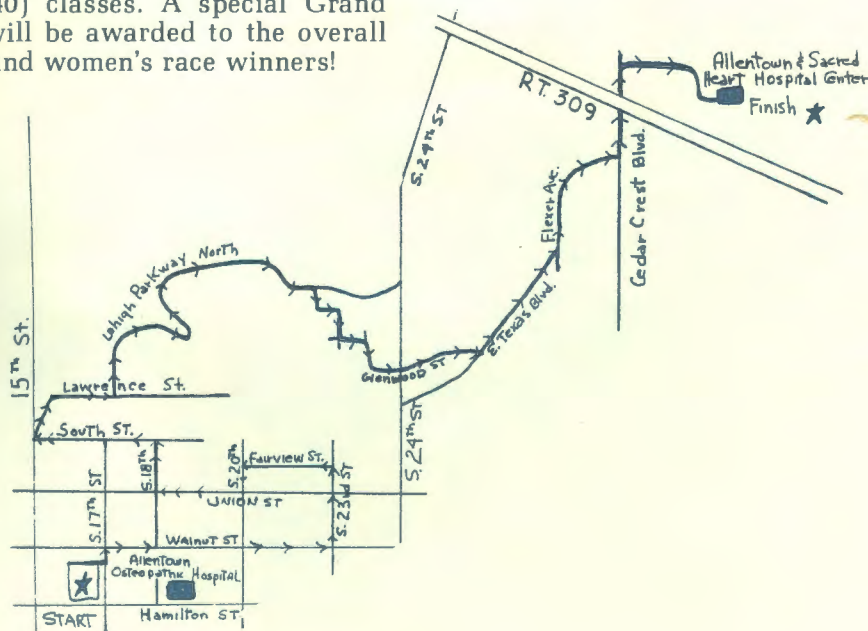 40) classes. A special Grand
will be awarded to the overall
and women's race winners!
RT. 309
Allentown & Sacred
Heart Hospital Center
Finish
S. 24th ST
Cedar Crest Blvd.
Flexer Ave.
Lehigh Parkway North
E. Texas Blvd.
15th St.
Glenwood ST
Lawrence St.
S. 24th ST
South ST.
S. 17th ST
S. 18th
S. 20th
Fairview ST.
S. 23rd ST
UNION ST
Walnut ST
Allentown
Osteopathic Hospital
START
Hamilton ST